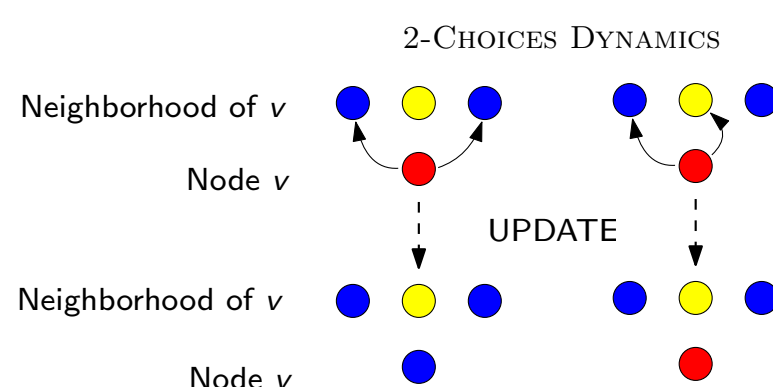 2-Choices Dynamics
Neighborhood of v
Node v
UPDATE
Neighborhood of v
Node v